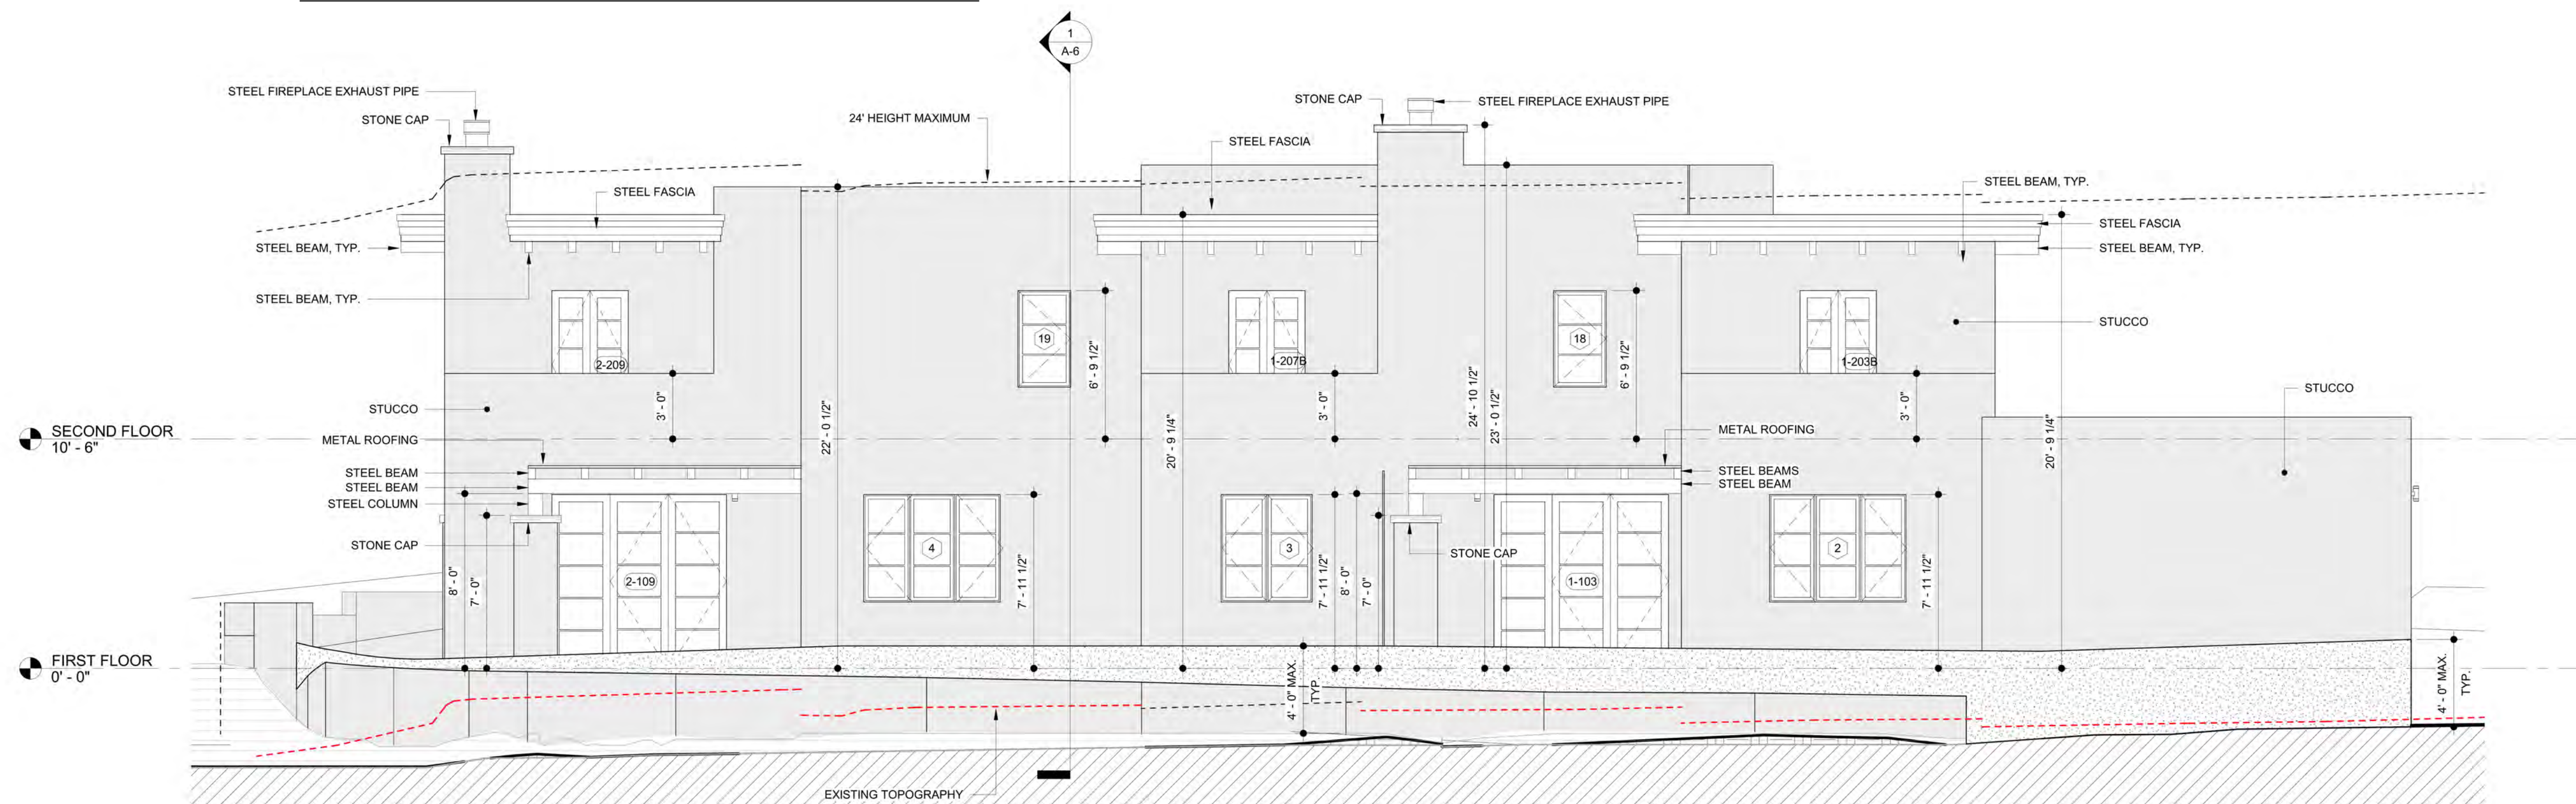 1
A-6
STEEL FIREPLACE EXHAUST PIPE
STONE CAP
24' HEIGHT MAXIMUM
STONE CAP
STEEL FIREPLACE EXHAUST PIPE
STEEL FASCIA
STEEL FASCIA
STEEL BEAM, TYP.
STEEL FASCIA
STEEL BEAM, TYP.
STEEL BEAM, TYP.
STEEL BEAM, TYP.
STUCCO
19
18
2-209
1-207B
1-203B
6' - 9 1/2"
6' - 9 1/2"
STUCCO
STUCCO
3' - 0"
3' - 0"
3' - 0"
22' - 0 1/2"
20' - 9 1/4"
24' - 10 1/2"
23' - 0 1/2"
20' - 9 1/4"
SECOND FLOOR
10' - 6"
METAL ROOFING
METAL ROOFING
STEEL BEAM
STEEL BEAM
STEEL COLUMN
STEEL BEAMS
STEEL BEAM
STONE CAP
STONE CAP
4
3
2
2-109
1-103
8' - 0"
7' - 0"
7' - 11 1/2"
7' - 11 1/2"
8' - 0"
7' - 0"
7' - 11 1/2"
FIRST FLOOR
0' - 0"
4' - 0" MAX.
TYP.
4' - 0" MAX.
TYP.
EXISTING TOPOGRAPHY